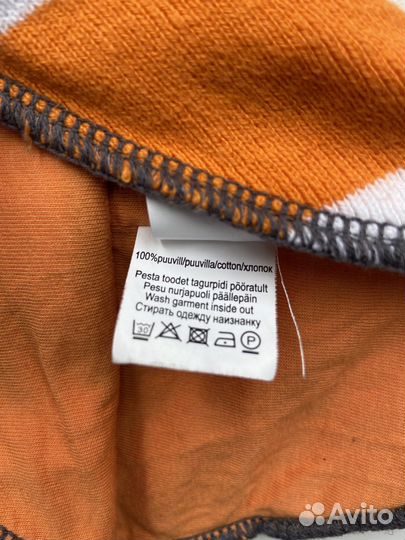 100%puuvill/puuvilla/cotton/хлопок
Pesta toodet tagurpidi pööratult
Pesu nurjapuoli päällepäin
Wash garment inside out
Стирать одежду наизнанку
30 P
Avito